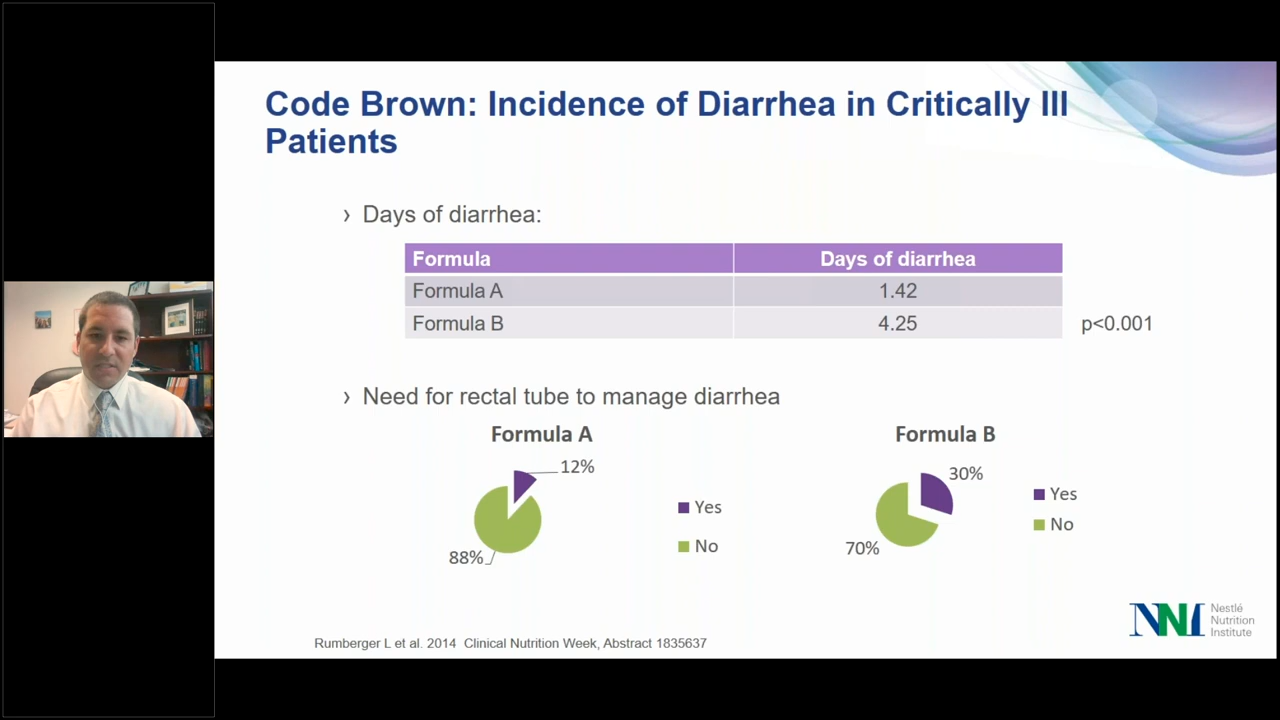 Code Brown: Incidence of Diarrhea in Critically Ill
Patients
› Days of diarrhea:
Formula Days of diarrhea
Formula A 1.42
Formula B 4.25 p<0.001
› Need for rectal tube to manage diarrhea
Formula A
12%
88%
Yes
No
Formula B
30%
70%
Yes
No
NNI
Nestlé
Nutrition
Institute
Rumberger L et al. 2014 Clinical Nutrition Week, Abstract 1835637